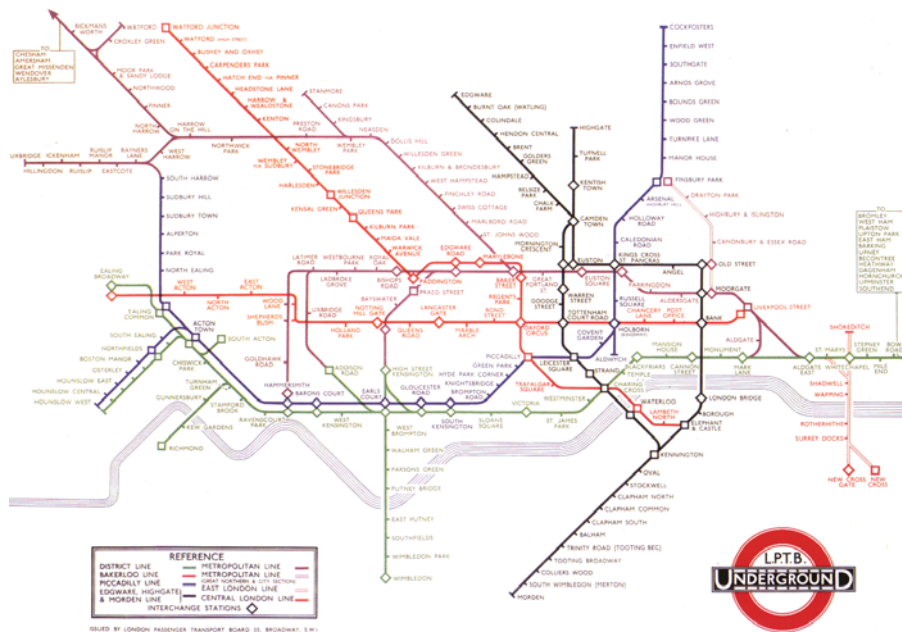 RICKMANS
WORTH
WATFORD
CROXLEY GREEN
WATFORD JUNCTION
WATFORD (HIGH STREET)
BUSHEY AND OXHEY
CARPENDERS PARK
HATCH END FOR PINNER
HEADSTONE LANE
HARROW &
WEALDSTONE
KENTON
NORTH
WEMBLEY
WEMBLEY
FOR SUDBURY
STONEBRIDGE
PARK
HARLESDEN
WILLESDEN
JUNCTION
KENSAL GREEN
QUEENS PARK
KILBURN PARK
MAIDA VALE
WARWICK
AVENUE
TO
CHESHAM
AMERSHAM
GREAT MISSENDEN
WENDOVER
AYLESBURY
MOOR PARK
& SANDY LODGE
NORTHWOOD
PINNER
NORTH
HARROW
HARROW
ON THE HILL
NORTHWICK
PARK
PRESTON
ROAD
WEMBLEY
PARK
STANMORE
CANONS PARK
KINGSBURY
NEASDEN
DOLLIS HILL
WILLESDEN GREEN
KILBURN & BRONDESBURY
WEST HAMPSTEAD
FINCHLEY ROAD
SWISS COTTAGE
MARLBORO ROAD
ST. JOHNS WOOD
UXBRIDGE
ICKENHAM
RUISLIP
MANOR
RAYNERS
LANE
WEST
HARROW
HILLINGDON
RUISLIP
EASTCOTE
SOUTH HARROW
SUDBURY HILL
SUDBURY TOWN
ALPERTON
PARK ROYAL
NORTH EALING
EDGWARE
BURNT OAK (WATLING)
COLINDALE
HENDON CENTRAL
BRENT
GOLDERS
GREEN
HAMPSTEAD
BELSIZE
PARK
CHALK
FARM
HIGHGATE
TUFNELL
PARK
KENTISH
TOWN
CAMDEN
TOWN
MORNINGTON
CRESCENT
COCKFOSTERS
ENFIELD WEST
SOUTHGATE
ARNOS GROVE
BOUNDS GREEN
WOOD GREEN
TURNPIKE LANE
MANOR HOUSE
FINSBURY
PARK
ARSENAL
(HIGHBURY HILL)
DRAYTON PARK
HOLLOWAY
ROAD
HIGHBURY & ISLINGTON
CALEDONIAN
ROAD
CANONBURY & ESSEX ROAD
EUSTON
KINGS CROSS
ST. PANCRAS
ANGEL
OLD STREET
EUSTON
SQUARE
FARRINGDON
ALDERSGATE
MOORGATE
LIVERPOOL STREET
EALING
BROADWAY
WEST
ACTON
EAST
ACTON
NORTH
ACTON
WOOD
LANE
SHEPHERDS
BUSH
EALING
COMMON
LATIMER
ROAD
WESTBOURNE
PARK
ROYAL
OAK
LADBROKE
GROVE
BISHOPS
ROAD
PADDINGTON
EDGWARE
ROAD
MARYLEBONE
BAKER
STREET
GREAT
PORTLAND
ST.
REGENTS
PARK
BAYSWATER
PRAED STREET
UXBRIDGE
ROAD
HOLLAND
PARK
NOTTING HILL
GATE
QUEENS
ROAD
LANCASTER
GATE
MARBLE
ARCH
BOND
STREET
OXFORD
CIRCUS
GOODGE
STREET
WARREN
STREET
TOTTENHAM
COURT ROAD
RUSSELL
SQUARE
COVENT
GARDEN
CHANCERY
LANE
HOLBORN
(KINGSWAY)
POST
OFFICE
BANK
ALDGATE
ALDWYCH
LEICESTER
SQUARE
STRAND
PICCADILLY
GREEN PARK
HYDE PARK CORNER
KNIGHTSBRIDGE
BROMPTON
ROAD
TRAFALGAR
SQUARE
CHARING
CROSS
WESTMINSTER
ST. JAMES
PARK
VICTORIA
SLOANE
SQUARE
SOUTH
KENSINGTON
GLOUCESTER
ROAD
HIGH STREET
KENSINGTON
EARLS
COURT
ADDISON
ROAD
WEST
KENSINGTON
BARONS COURT
HAMMERSMITH
GOLDHAWK
ROAD
RAVENSCOURT
PARK
STAMFORD
BROOK
TURNHAM
GREEN
CHISWICK
PARK
ACTON
TOWN
SOUTH ACTON
SOUTH EALING
NORTHFIELDS
BOSTON MANOR
OSTERLEY
HOUNSLOW EAST
HOUNSLOW CENTRAL
HOUNSLOW WEST
GUNNERSBURY
KEW GARDENS
RICHMOND
WEST
BROMPTON
WALHAM GREEN
PARSONS GREEN
PUTNEY BRIDGE
EAST PUTNEY
SOUTHFIELDS
WIMBLEDON PARK
WIMBLEDON
TEMPLE
BLACKFRIARS
MANSION
HOUSE
CANNON
STREET
MONUMENT
MARK
LANE
ALDGATE
EAST
ST. MARYS
WHITECHAPEL
STEPNEY
GREEN
MILE
END
BOW
ROAD
SHOREDITCH
SHADWELL
WAPPING
ROTHERHITHE
SURREY DOCKS
NEW CROSS
GATE
NEW
CROSS
TO
BROMLEY
WEST HAM
PLAISTOW
UPTON PARK
EAST HAM
BARKING
UPNEY
BECONTREE
HEATHWAY
DAGENHAM
HORNCHURCH
UPMINSTER
SOUTHEND
WATERLOO
LAMBETH
NORTH
LONDON BRIDGE
BOROUGH
ELEPHANT
& CASTLE
KENNINGTON
OVAL
STOCKWELL
CLAPHAM NORTH
CLAPHAM COMMON
CLAPHAM SOUTH
BALHAM
TRINITY ROAD (TOOTING BEC)
TOOTING BROADWAY
COLLIERS WOOD
SOUTH WIMBLEDON (MERTON)
MORDEN
REFERENCE
DISTRICT LINE
BAKERLOO LINE
PICCADILLY LINE
EDGWARE, HIGHGATE
& MORDEN LINE
METROPOLITAN LINE
METROPOLITAN LINE
(GREAT NORTHERN & CITY SECTION)
EAST LONDON LINE
CENTRAL LONDON LINE
INTERCHANGE STATIONS
ISSUED BY LONDON PASSENGER TRANSPORT BOARD 55, BROADWAY, S.W.1
L.P.T.B.
UNDERGROUND